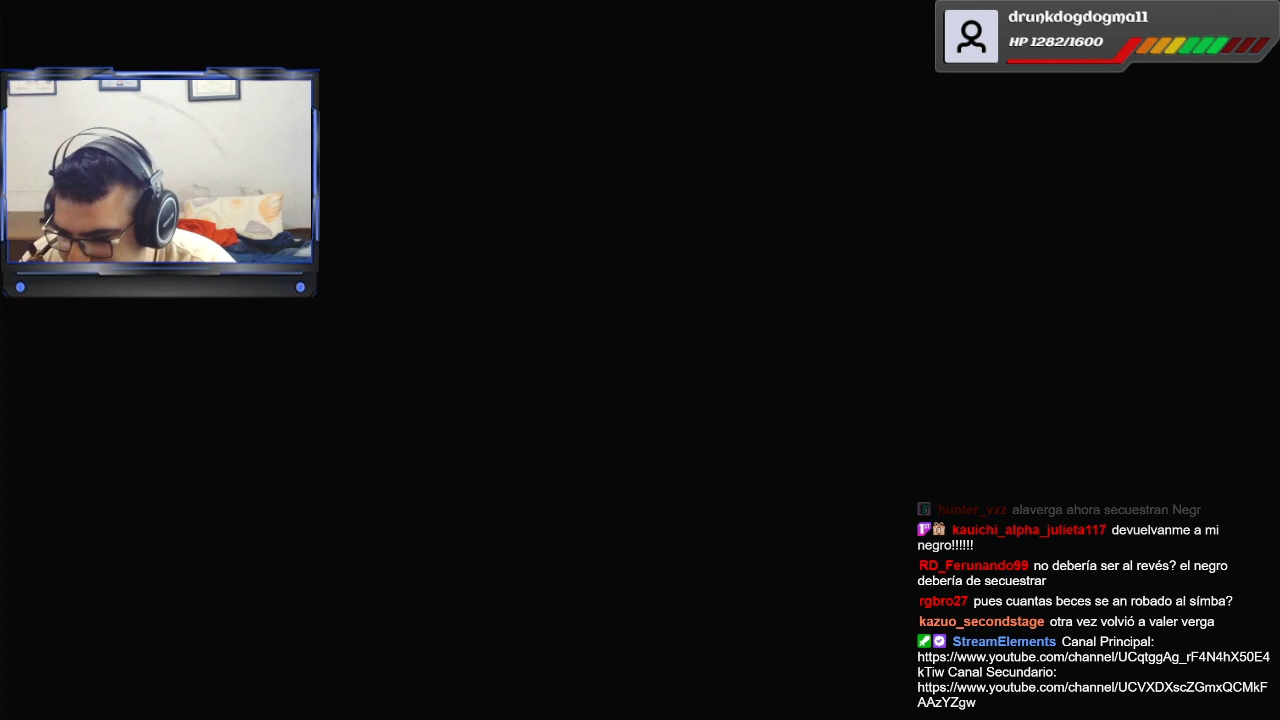 drunkdogdogma11
HP 1282/1600
hunter_vzz alaverga ahora secuestran Negr
kauichi_alpha_julieta117 devuelvanme a mi
negro!!!!!!
RD_Ferunando99 no debería ser al revés? el negro
debería de secuestrar
rgbro27 pues cuantas beces se an robado al símba?
kazuo_secondstage otra vez volvió a valer verga
StreamElements Canal Principal:
https://www.youtube.com/channel/UCqtggAg_rF4N4hX50E4
kTiw Canal Secundario:
https://www.youtube.com/channel/UCVXDXscZGmxQCMkF
AAzYZgw